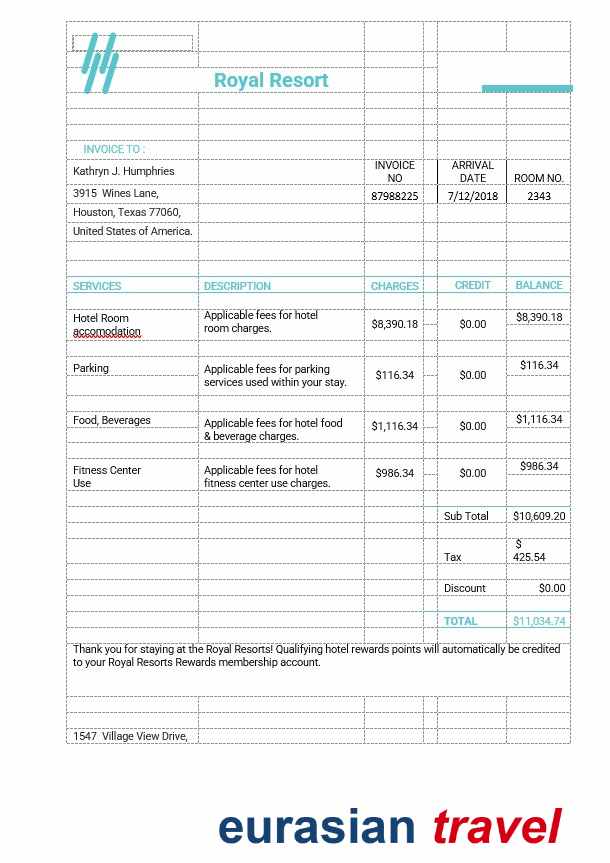 Royal Resort
INVOICE TO :
Kathryn J. Humphries
INVOICE NO
ARRIVAL DATE
ROOM NO.
3915 Wines Lane,
87988225
7/12/2018
2343
Houston, Texas 77060,
United States of America.
SERVICES DESCRIPTION CHARGES CREDIT BALANCE
Hotel Room
accomodation
Applicable fees for hotel
room charges.
$8,390.18
$0.00
$8,390.18
Parking
Applicable fees for parking
services used within your stay.
$116.34
$0.00
$116.34
Food, Beverages
Applicable fees for hotel food
& beverage charges.
$1,116.34
$0.00
$1,116.34
Fitness Center
Use
Applicable fees for hotel
fitness center use charges.
$986.34
$0.00
$986.34
Sub Total $10,609.20
Tax
$
425.54
Discount $0.00
TOTAL $11,034.74
Thank you for staying at the Royal Resorts! Qualifying hotel rewards points will automatically be credited
to your Royal Resorts Rewards membership account.
1547 Village View Drive,
eurasian travel